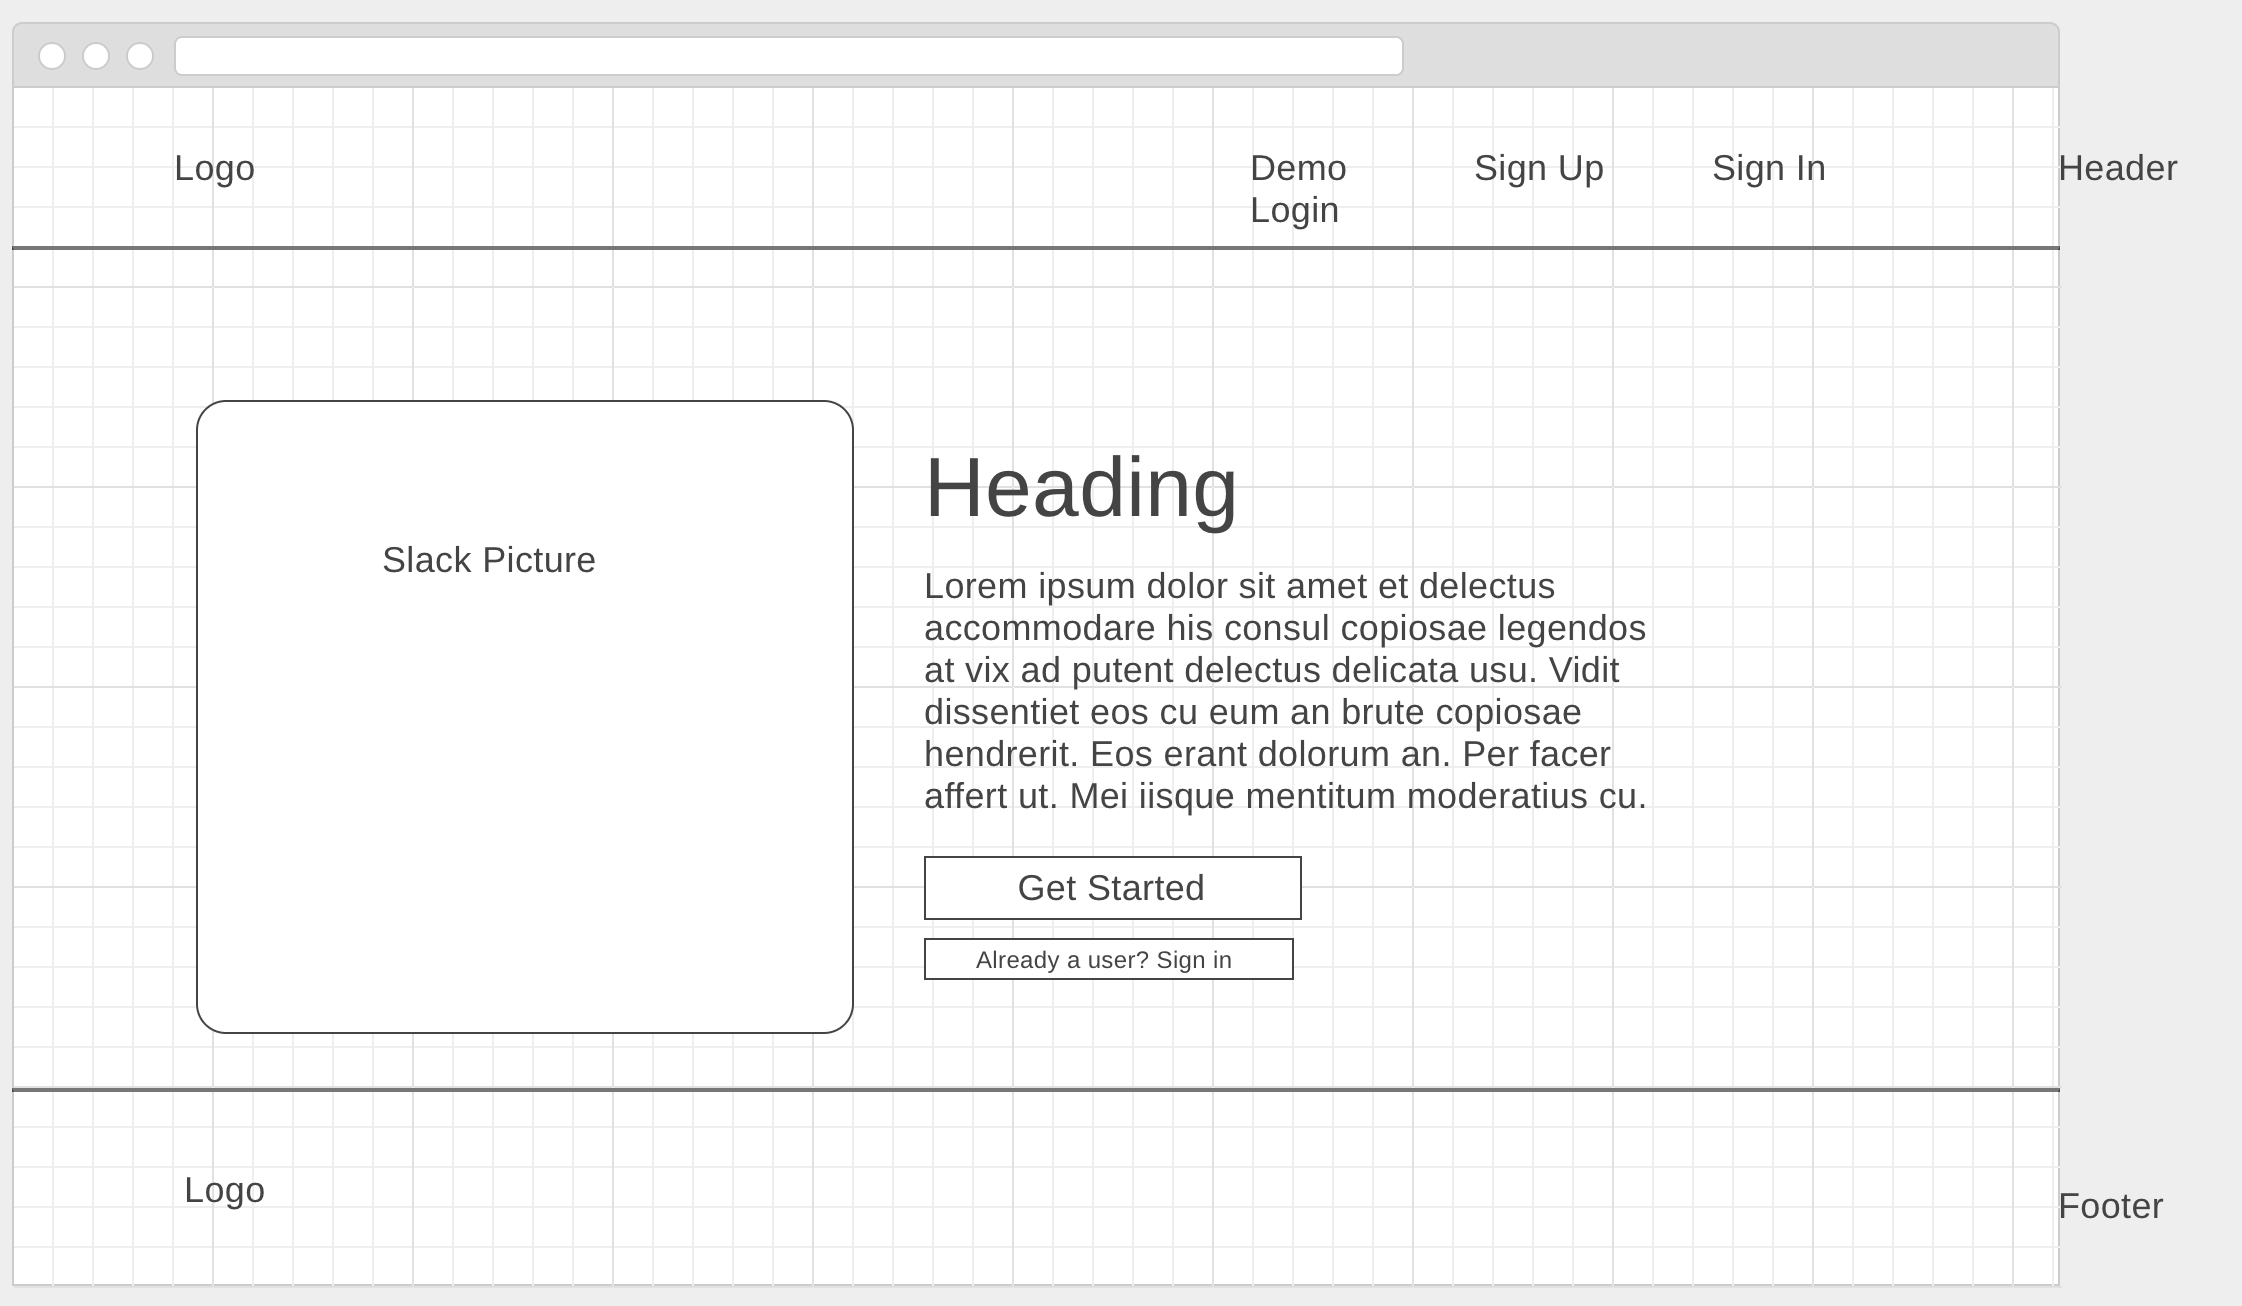 Logo
Demo
Login
Sign Up
Sign In
Header
Slack Picture
Heading
Lorem ipsum dolor sit amet et delectus
accommodare his consul copiosae legendos
at vix ad putent delectus delicata usu. Vidit
dissentiet eos cu eum an brute copiosae
hendrerit. Eos erant dolorum an. Per facer
affert ut. Mei iisque mentitum moderatius cu.
Get Started
Already a user? Sign in
Logo
Footer